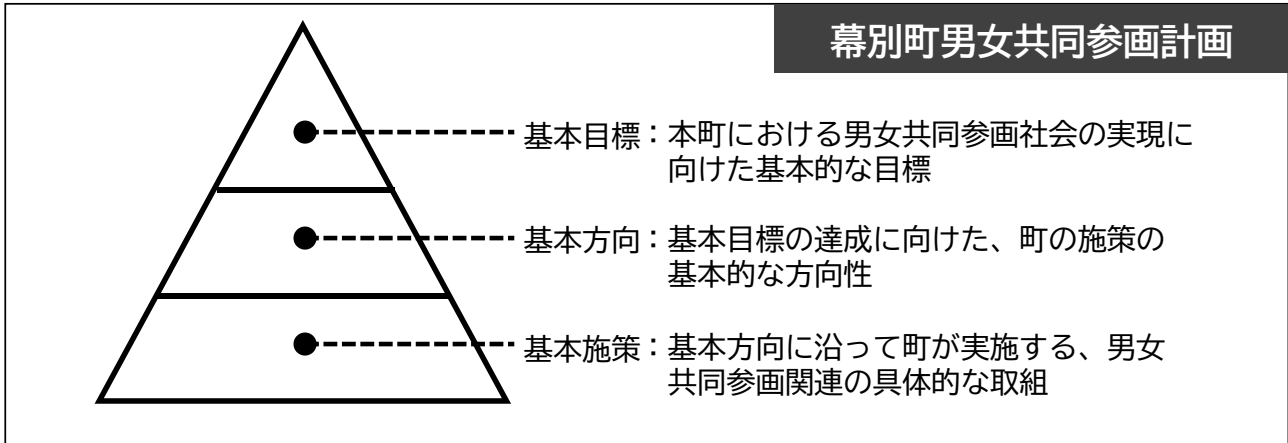 幕別町男女共同参画計画
基本目標：本町における男女共同参画社会の実現に
向けた基本的な目標
基本方向：基本目標の達成に向けた、町の施策の
基本的な方向性
基本施策：基本方向に沿って町が実施する、男女
共同参画関連の具体的な取組